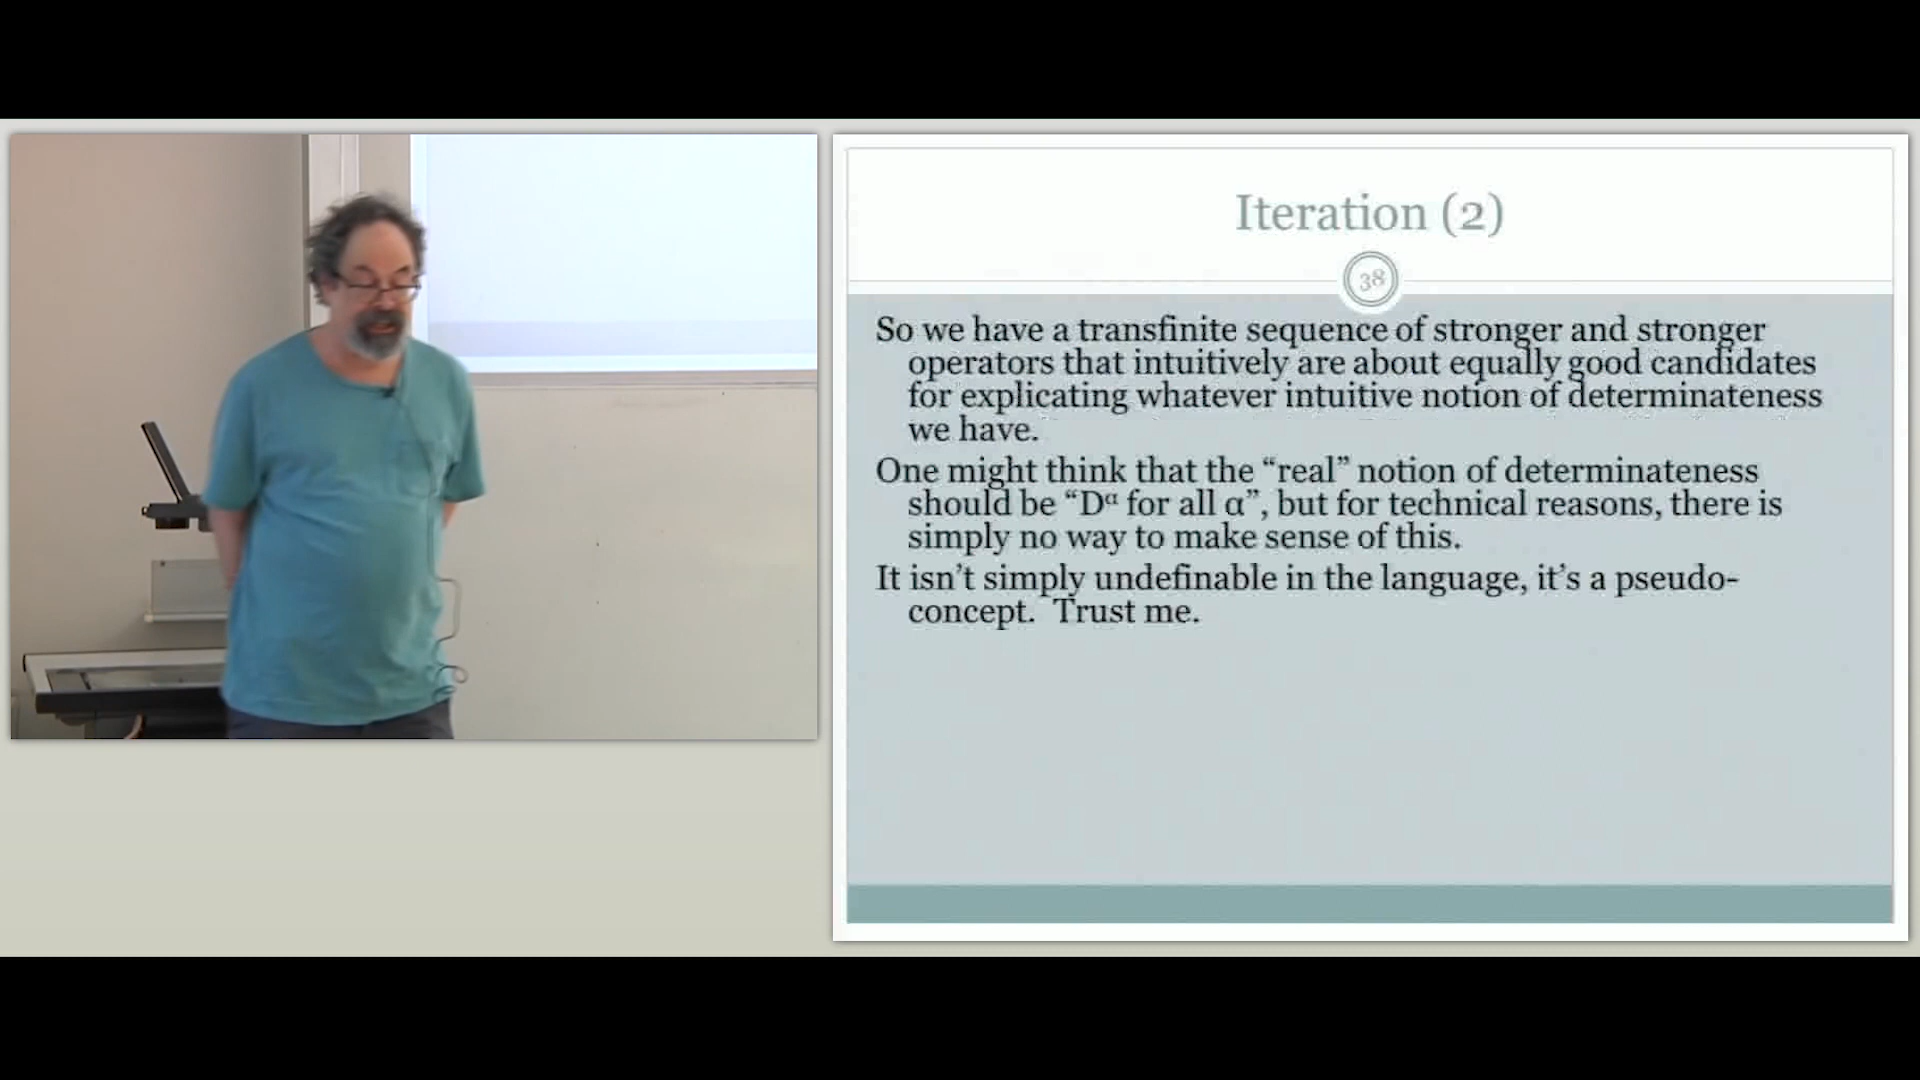 Iteration (2)
38
So we have a transfinite sequence of stronger and stronger
operators that intuitively are about equally good candidates
for explicating whatever intuitive notion of determinateness
we have.
One might think that the “real” notion of determinateness
should be “Dᵅ for all α”, but for technical reasons, there is
simply no way to make sense of this.
It isn’t simply undefinable in the language, it’s a pseudo-
concept.  Trust me.